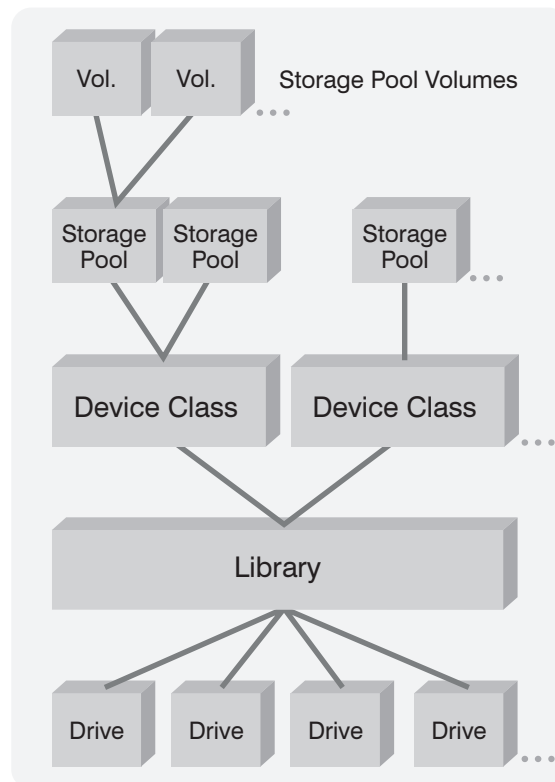 Vol. Vol. Storage Pool Volumes
Storage Pool Storage Pool Storage Pool
Device Class Device Class
Library
Drive Drive Drive Drive